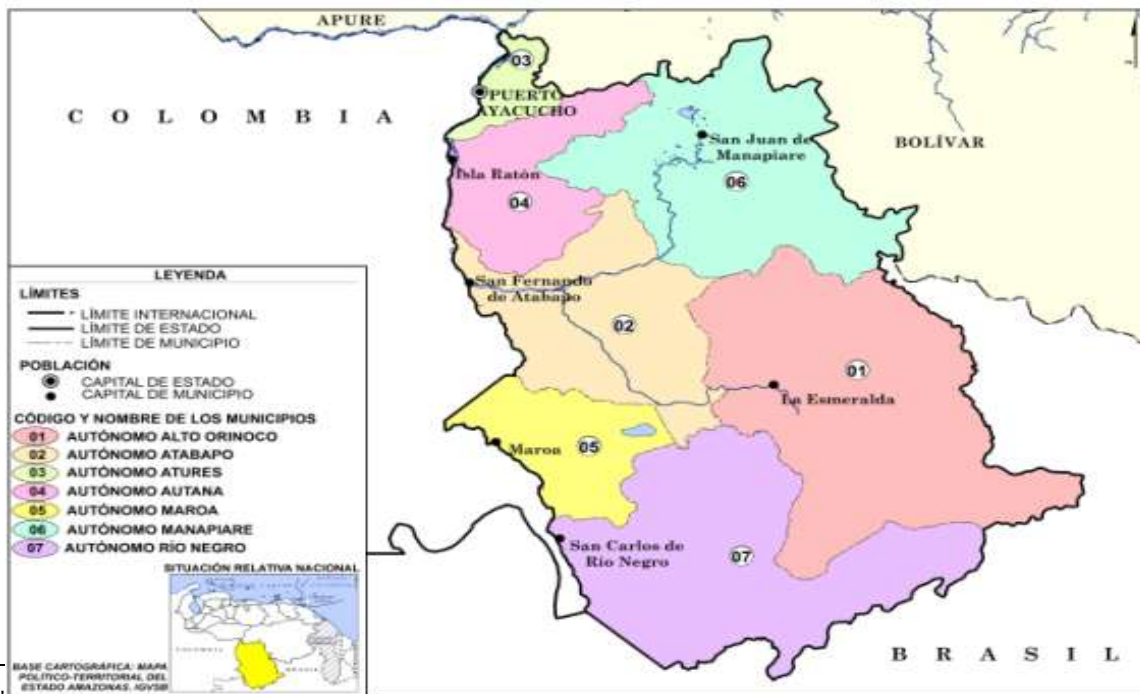 APURE
03
PUERTO
AYACUCHO
COLOMBIA
San Juan de
Manapiare
BOLÍVAR
Isla Ratón
06
04
San Fernando
de Atabapo
02
01
La Esmeralda
Maroa
05
San Carlos de
Río Negro
07
BRASIL
LEYENDA
LÍMITES
LÍMITE INTERNACIONAL
LÍMITE DE ESTADO
LÍMITE DE MUNICIPIO
POBLACIÓN
CAPITAL DE ESTADO
CAPITAL DE MUNICIPIO
CÓDIGO Y NOMBRE DE LOS MUNICIPIOS
01 AUTÓNOMO ALTO ORINOCO
02 AUTÓNOMO ATABAPO
03 AUTÓNOMO ATURES
04 AUTÓNOMO AUTANA
05 AUTÓNOMO MAROA
06 AUTÓNOMO MANAPIARE
07 AUTÓNOMO RÍO NEGRO
SITUACIÓN RELATIVA NACIONAL
BASE CARTOGRÁFICA: MAPA
POLÍTICO-TERRITORIAL DEL
ESTADO AMAZONAS. IGVSB